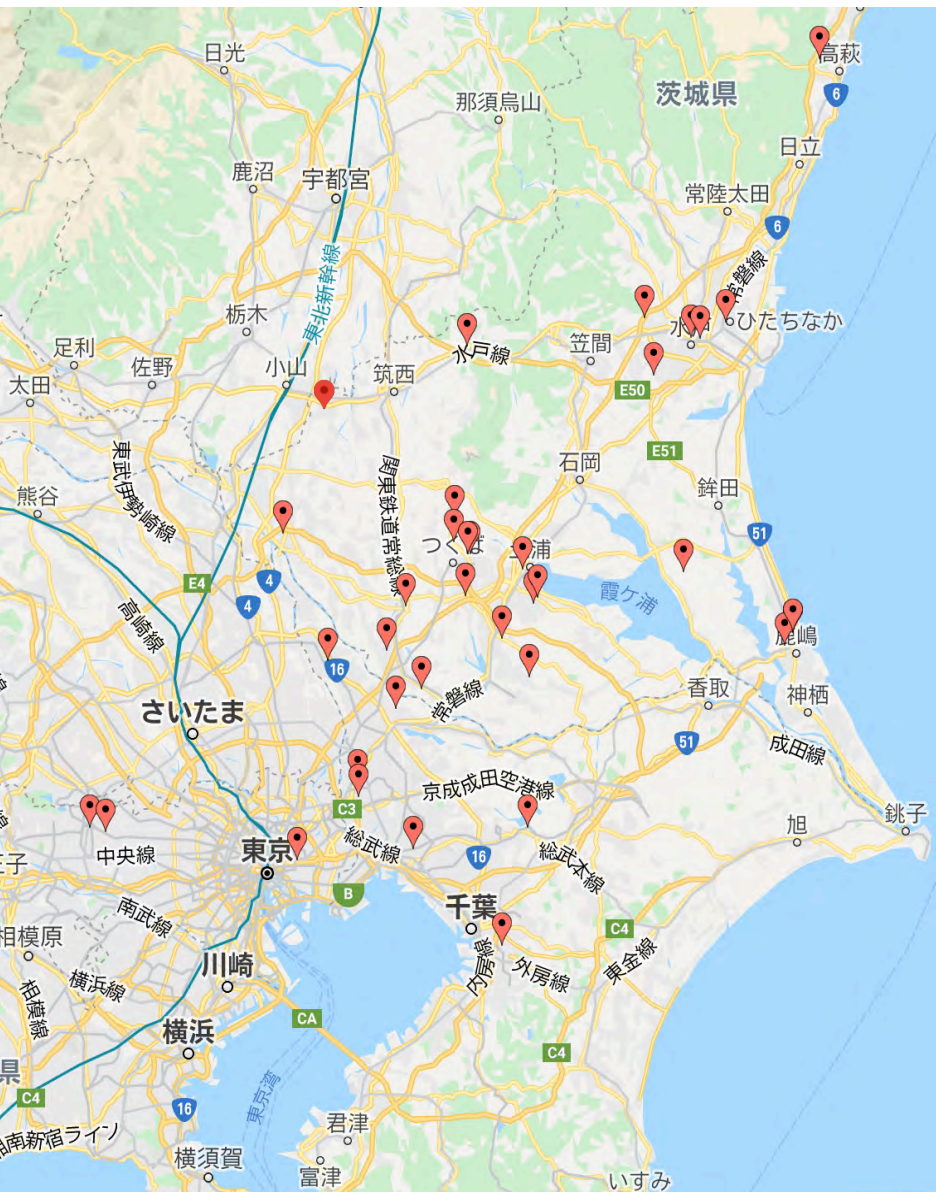 日光
高萩
茨城県
6
那須烏山
日立
鹿沼
宇都宮
常陸太田
6
東北新幹線
常磐線
栃木
ひたちなか
足利
佐野
小山
水戸線
笠間
筑西
太田
E50
東武伊勢崎線
E51
石岡
関東鉄道常総線
熊谷
鉾田
つくば
51
E4
4
4
霞ケ浦
高崎線
16
鹿嶋
香取
神栖
常磐線
さいたま
51
成田線
京成成田空港線
C3
旭
銚子
中央線
東京
総武線
16
総武本線
B
南武線
千葉
C4
相模原
内房線
外房線
東金線
川崎
横浜線
相模線
CA
横浜
C4
県
C4
16
東京湾
君津
湘南新宿ライン
横須賀
富津
いすみ